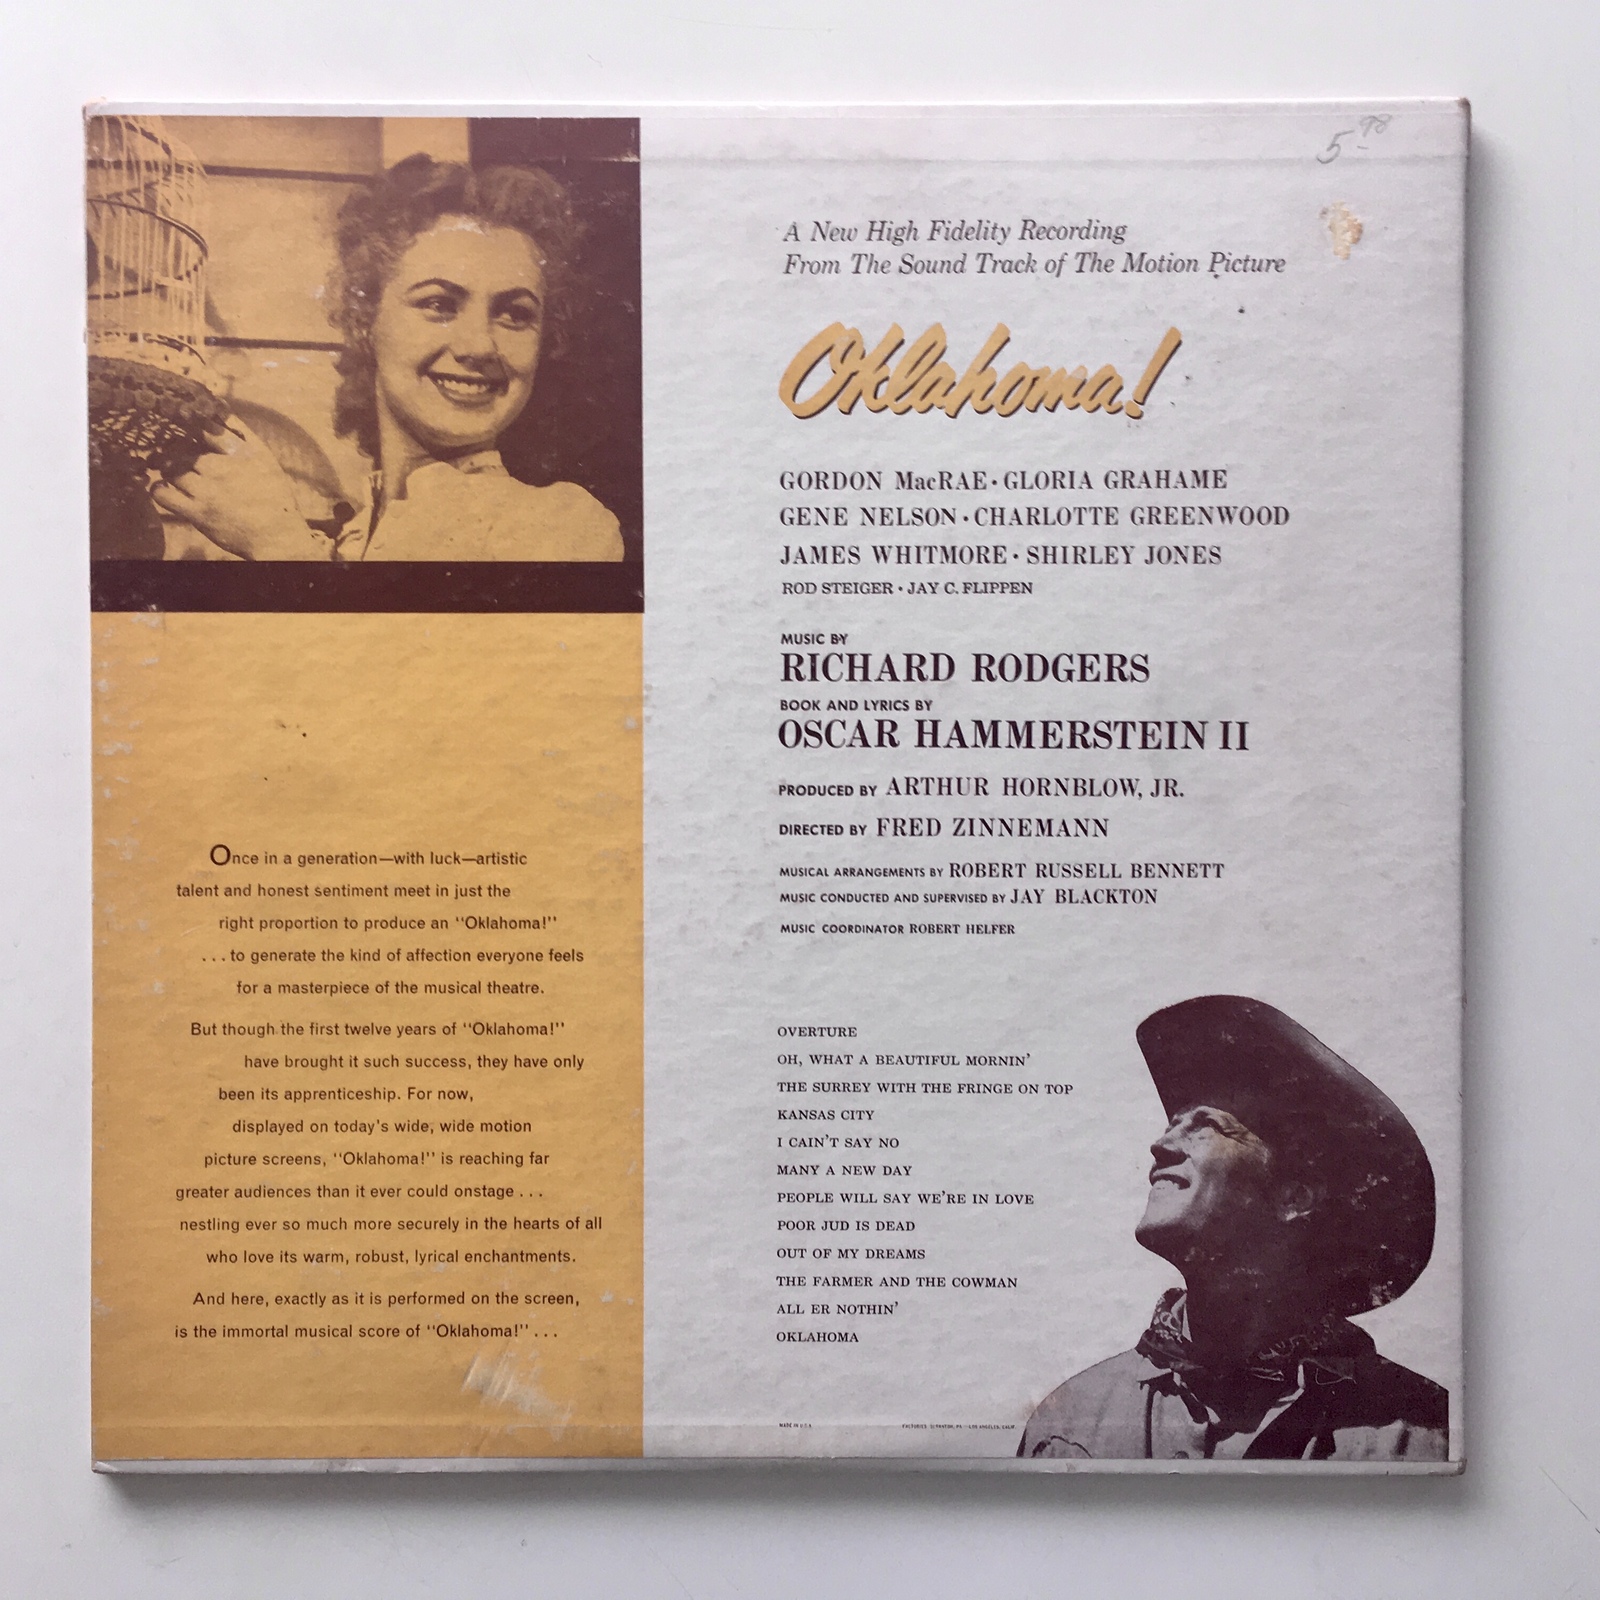 5.98
A New High Fidelity Recording
From The Sound Track of The Motion Picture
Oklahoma!
GORDON MacRAE · GLORIA GRAHAME
GENE NELSON · CHARLOTTE GREENWOOD
JAMES WHITMORE · SHIRLEY JONES
ROD STEIGER · JAY C. FLIPPEN
MUSIC BY
RICHARD RODGERS
BOOK AND LYRICS BY
OSCAR HAMMERSTEIN II
PRODUCED BY ARTHUR HORNBLOW, JR.
DIRECTED BY FRED ZINNEMANN
MUSICAL ARRANGEMENTS BY ROBERT RUSSELL BENNETT
MUSIC CONDUCTED AND SUPERVISED BY JAY BLACKTON
MUSIC COORDINATOR ROBERT HELFER
Once in a generation—with luck—artistic
talent and honest sentiment meet in just the
right proportion to produce an "Oklahoma!"
. . . to generate the kind of affection everyone feels
for a masterpiece of the musical theatre.
But though the first twelve years of "Oklahoma!"
have brought it such success, they have only
been its apprenticeship. For now,
displayed on today's wide, wide motion
picture screens, "Oklahoma!" is reaching far
greater audiences than it ever could onstage . . .
nestling ever so much more securely in the hearts of all
who love its warm, robust, lyrical enchantments.
And here, exactly as it is performed on the screen,
is the immortal musical score of "Oklahoma!" . . .
OVERTURE
OH, WHAT A BEAUTIFUL MORNIN'
THE SURREY WITH THE FRINGE ON TOP
KANSAS CITY
I CAIN'T SAY NO
MANY A NEW DAY
PEOPLE WILL SAY WE'RE IN LOVE
POOR JUD IS DEAD
OUT OF MY DREAMS
THE FARMER AND THE COWMAN
ALL ER NOTHIN'
OKLAHOMA
MADE IN U.S.A.
FACTORIES: SCRANTON, PA.—LOS ANGELES, CALIF.